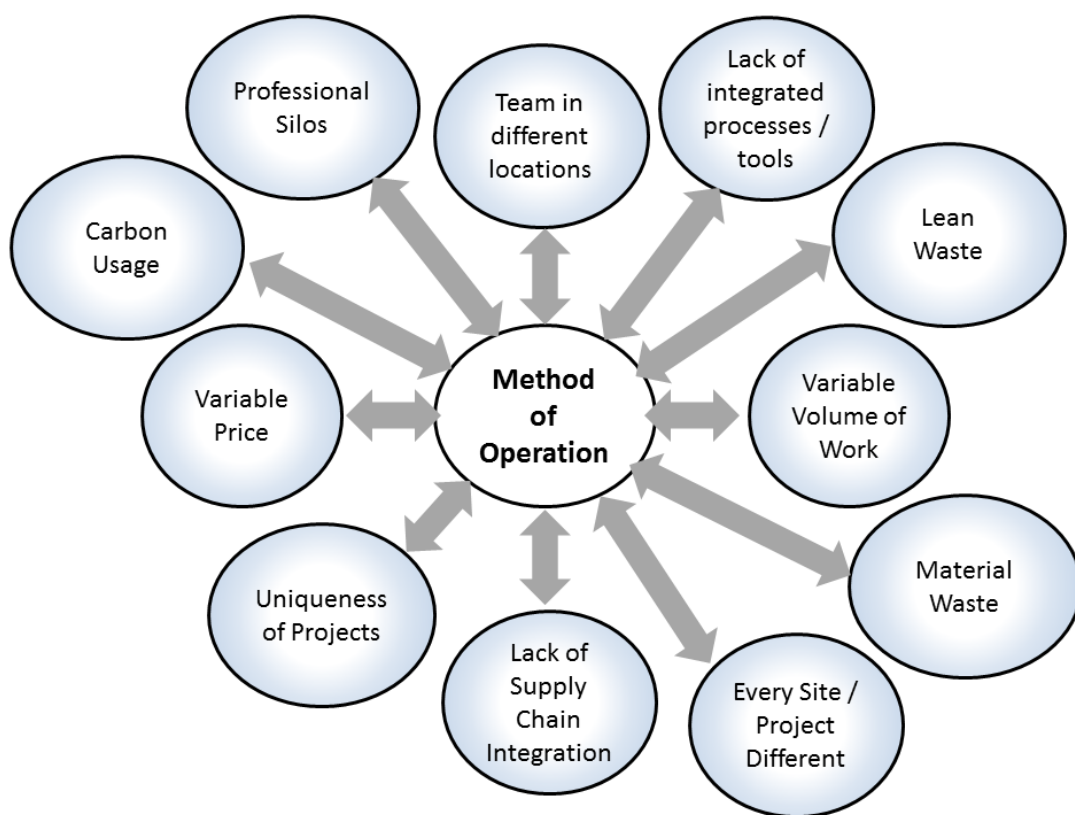 Professional
Silos
Team in
different
locations
Lack of
integrated
processes /
tools
Carbon
Usage
Lean
Waste
Variable
Price
Method
of
Operation
Variable
Volume of
Work
Uniqueness
of Projects
Lack of
Supply
Chain
Integration
Every Site /
Project
Different
Material
Waste